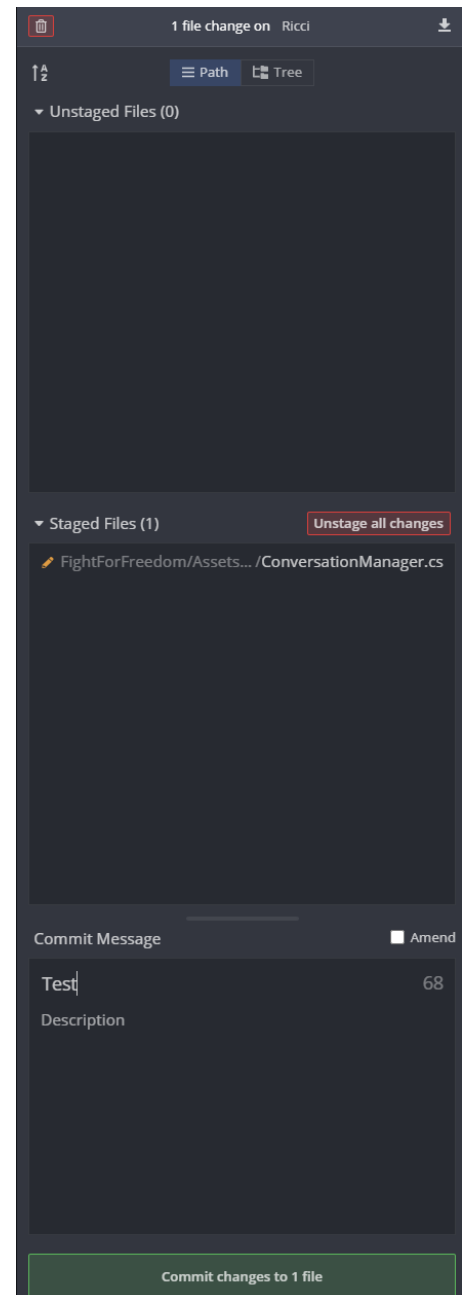 1 file change on Ricci
A Z
Path Tree
Unstaged Files (0)
Staged Files (1) Unstage all changes
FightForFreedom/Assets... /ConversationManager.cs
Commit Message Amend
Test 68
Description
Commit changes to 1 file